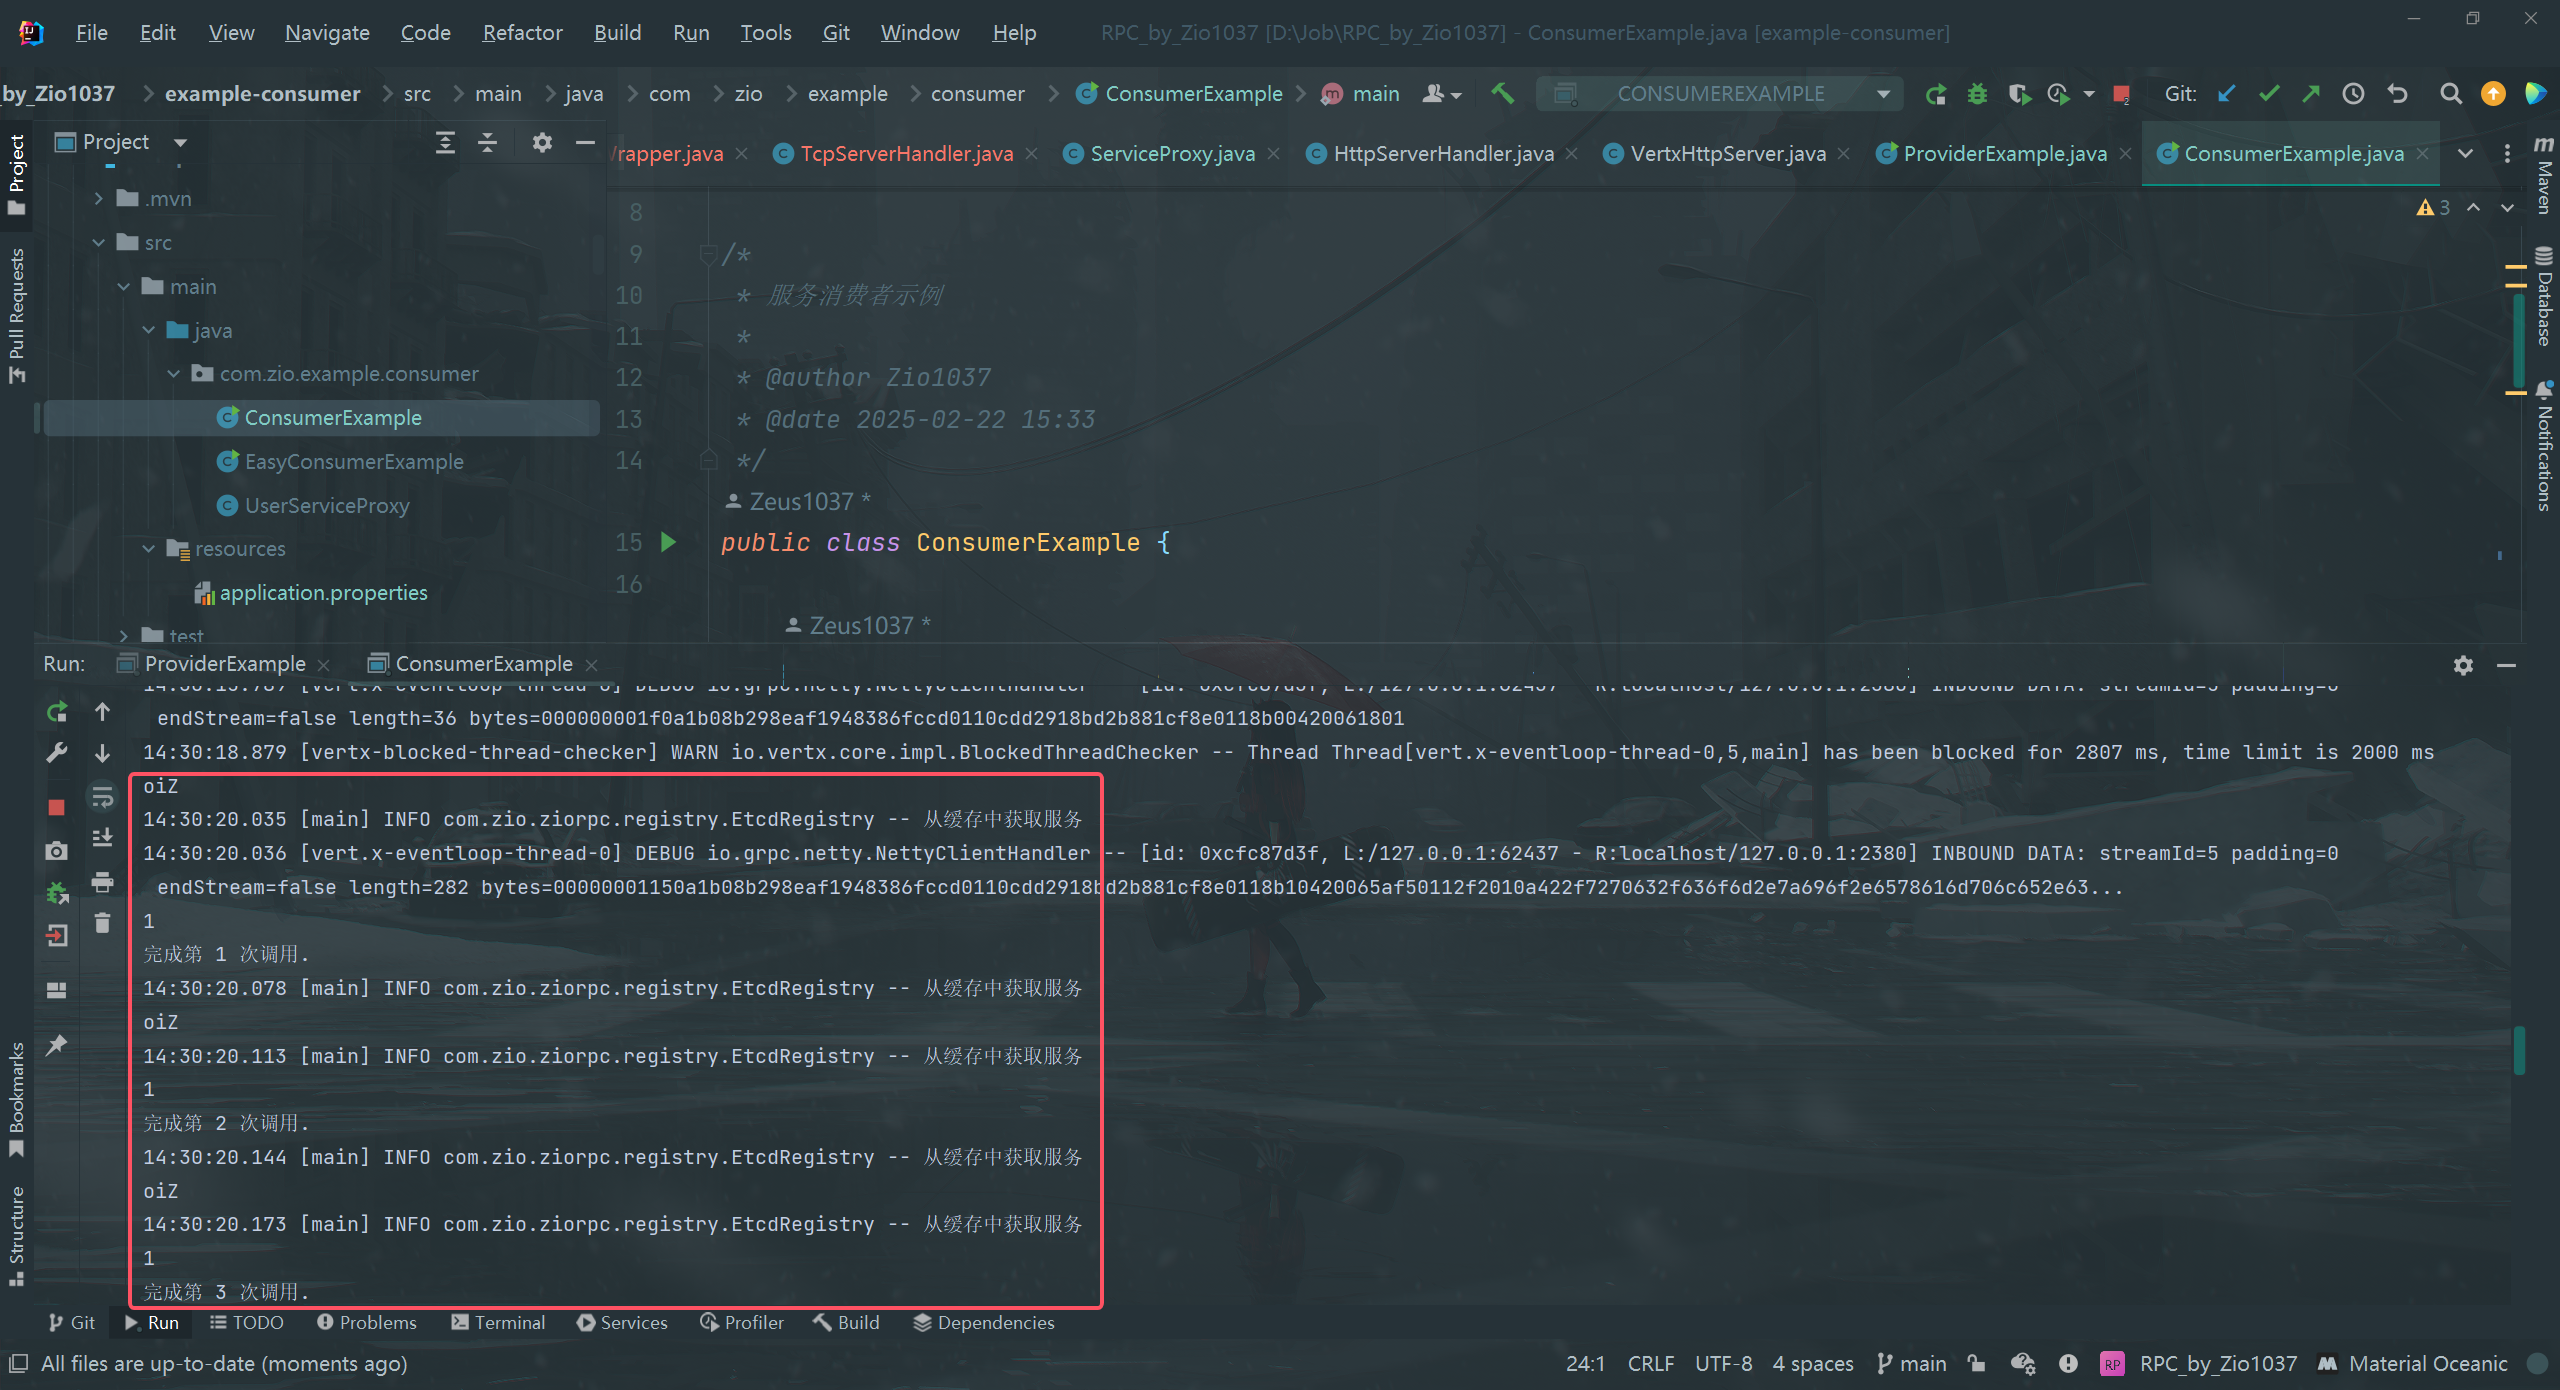 File Edit View Navigate Code Refactor Build Run Tools Git Window Help RPC_by_Zio1037 [D:\Job\RPC_by_Zio1037] - ConsumerExample.java [example-consumer]
by_Zio1037 example-consumer src main java com zio example consumer ConsumerExample main CONSUMEREXAMPLE Git:
Project
rapper.java TcpServerHandler.java ServiceProxy.java HttpServerHandler.java VertxHttpServer.java ProviderExample.java ConsumerExample.java
.mvn
src
main
java
com.zio.example.consumer
ConsumerExample
EasyConsumerExample
UserServiceProxy
resources
application.properties
test
Project
Pull Requests
Bookmarks
Structure
3
8
9 /*
10 * 服务消费者示例
11 *
12 * @author Zio1037
13 * @date 2025-02-22 15:33
14 */
Zeus1037 *
15 public class ConsumerExample {
16
Zeus1037 *
Maven
Database
Notifications
Run: ProviderExample ConsumerExample
endStream=false length=36 bytes=000000001f0a1b08b298eaf1948386fccd0110cdd2918bd2b881cf8e0118b00420061801
14:30:18.879 [vertx-blocked-thread-checker] WARN io.vertx.core.impl.BlockedThreadChecker -- Thread Thread[vert.x-eventloop-thread-0,5,main] has been blocked for 2807 ms, time limit is 2000 ms
oiZ
14:30:20.035 [main] INFO com.zio.ziorpc.registry.EtcdRegistry -- 从缓存中获取服务
14:30:20.036 [vert.x-eventloop-thread-0] DEBUG io.grpc.netty.NettyClientHandler -- [id: 0xcfc87d3f, L:/127.0.0.1:62437 - R:localhost/127.0.0.1:2380] INBOUND DATA: streamId=5 padding=0
endStream=false length=282 bytes=00000001150a1b08b298eaf1948386fccd0110cdd2918bd2b881cf8e0118b10420065af50112f2010a422f7270632f636f6d2e7a696f2e6578616d706c652e63...
1
完成第 1 次调用.
14:30:20.078 [main] INFO com.zio.ziorpc.registry.EtcdRegistry -- 从缓存中获取服务
oiZ
14:30:20.113 [main] INFO com.zio.ziorpc.registry.EtcdRegistry -- 从缓存中获取服务
1
完成第 2 次调用.
14:30:20.144 [main] INFO com.zio.ziorpc.registry.EtcdRegistry -- 从缓存中获取服务
oiZ
14:30:20.173 [main] INFO com.zio.ziorpc.registry.EtcdRegistry -- 从缓存中获取服务
1
完成第 3 次调用.
Git Run TODO Problems Terminal Services Profiler Build Dependencies
All files are up-to-date (moments ago) 24:1 CRLF UTF-8 4 spaces main RP RPC_by_Zio1037 Material Oceanic